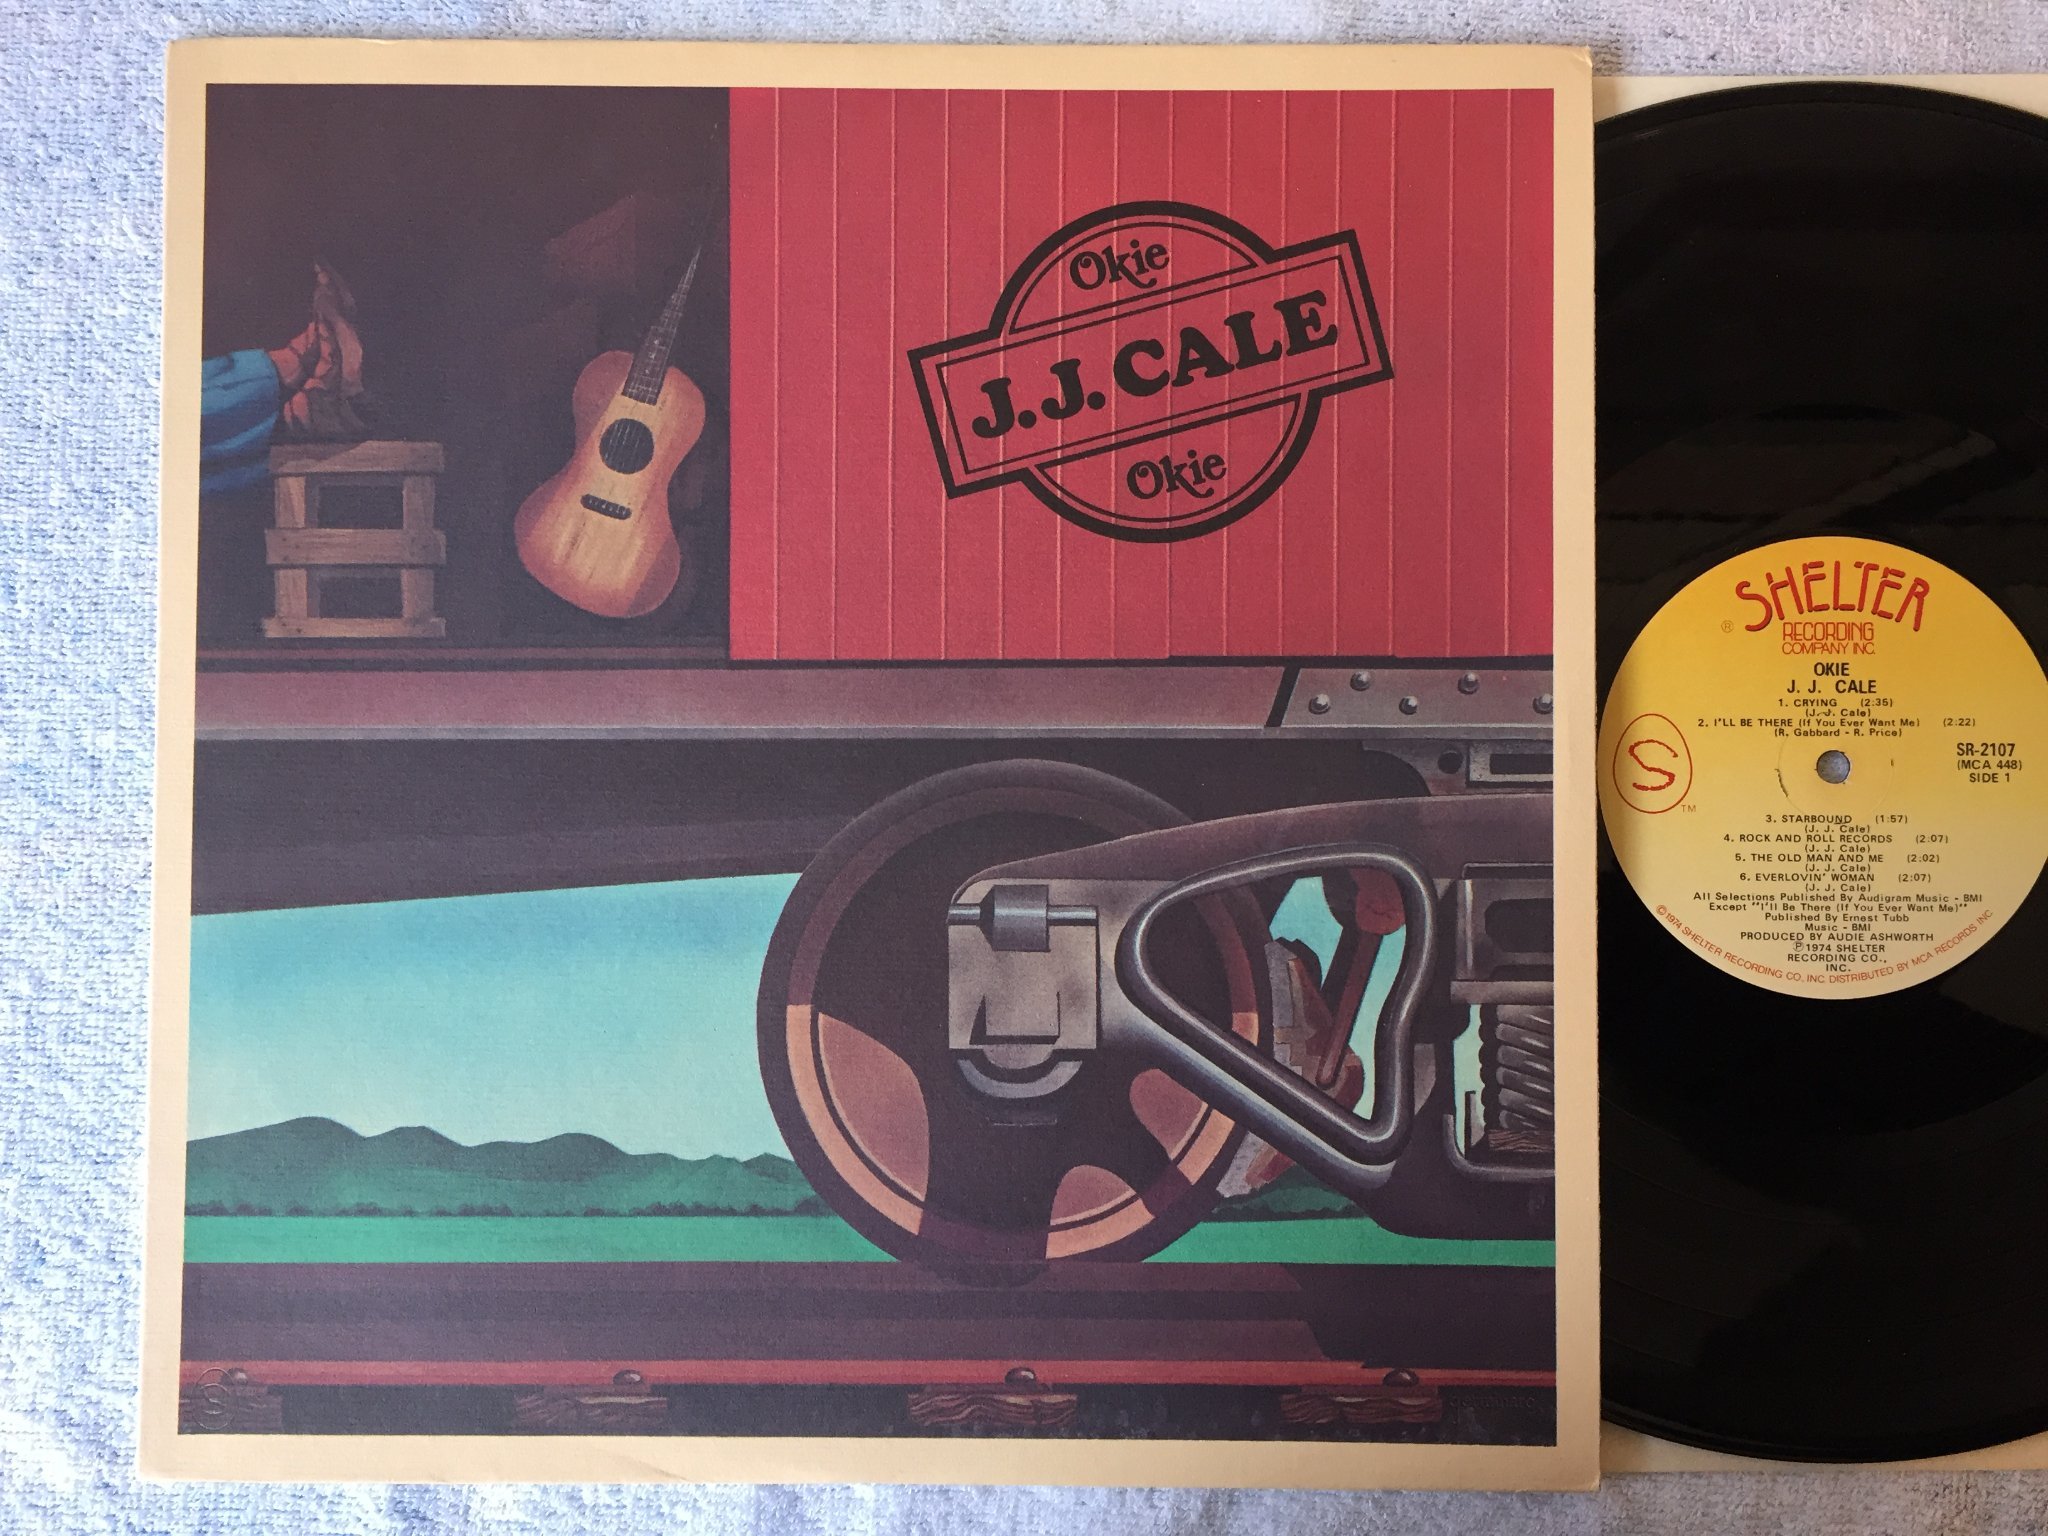 Okie
J.J. CALE
Okie
SHELTER
®
RECORDING
COMPANY INC.
OKIE
J. J. CALE
1. CRYING (2:35)
(J. J. Cale)
2. I'LL BE THERE (If You Ever Want Me) (2:22)
(R. Gabbard - R. Price)
S
TM
SR-2107
(MCA 448)
SIDE 1
3. STARBOUND (1:57)
(J. J. Cale)
4. ROCK AND ROLL RECORDS (2:07)
(J. J. Cale)
5. THE OLD MAN AND ME (2:02)
(J. J. Cale)
6. EVERLOVIN' WOMAN (2:07)
(J. J. Cale)
All Selections Published By Audigram Music - BMI
Except "I'll Be There (If You Ever Want Me)"
Published By Ernest Tubb
Music - BMI
PRODUCED BY AUDIE ASHWORTH
℗1974 SHELTER
RECORDING CO.,
INC.
©1974 SHELTER RECORDING CO., INC. DISTRIBUTED BY MCA RECORDS INC
S